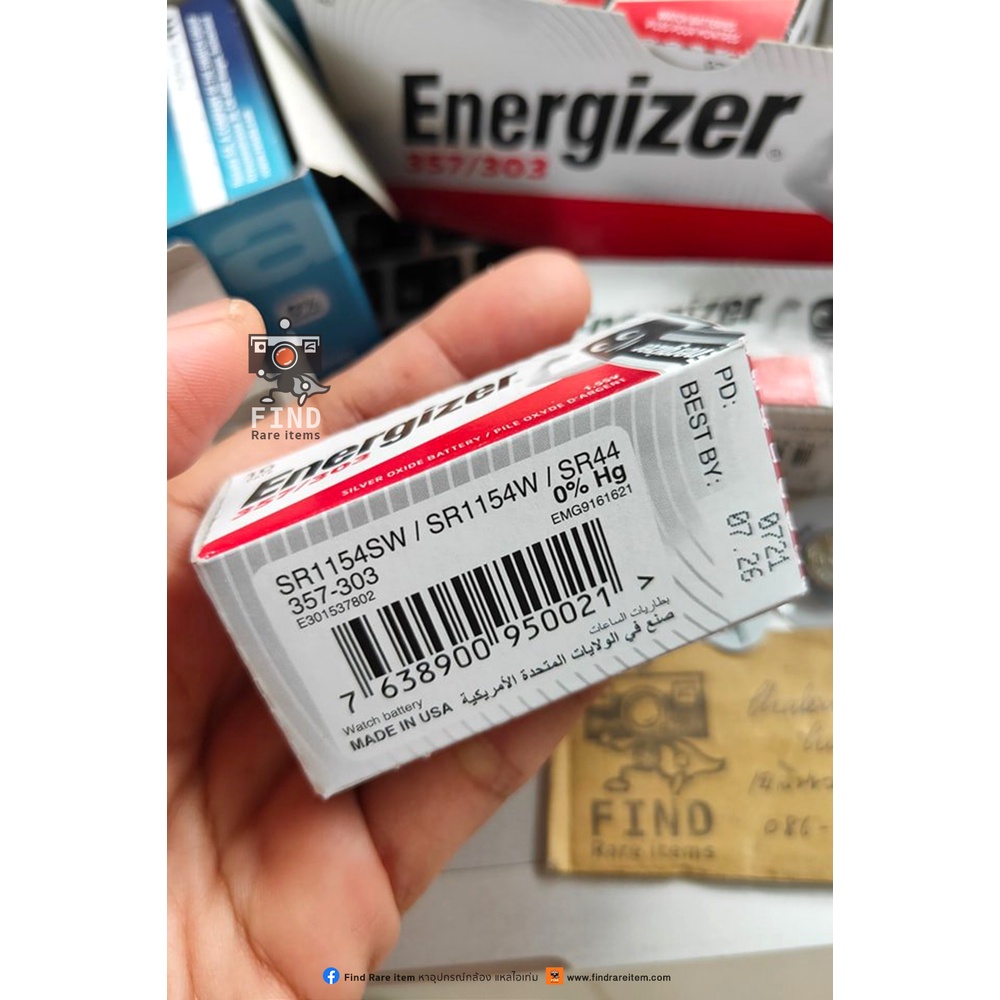 Energizer
357/303
FIND
Rare items
10
Energizer
357/303
1.55V
SILVER OXIDE BATTERY / PILE OXYDE D'ARGENT
SR1154SW / SR1154W / SR44
357-303
0% Hg
E301537802
EMG9161621
7 638900 950021 >
Watch battery
بطاريات الساعات
MADE IN USA صنع في الولايات المتحدة الأمريكية
PD:
BEST BY:
0721
07.26
FIND
Rare items
086-
Find Rare item หาอุปกรณ์กล้อง แหลไอเท่ม
www.findrareitem.com